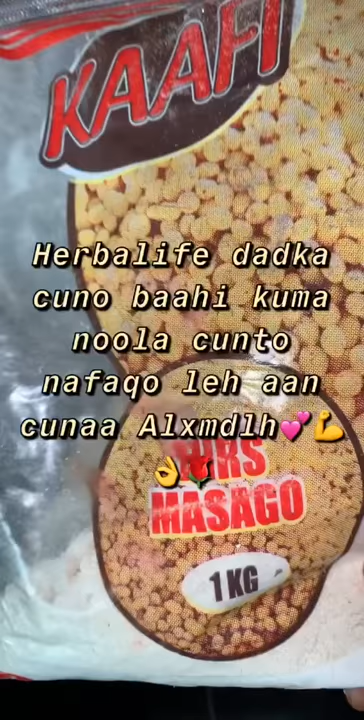 KAAFI
Herbalife dadka
cuno baahi kuma
noola cunto
nafaqo leh aan
cunaa Alxmdlh💕💪
👌🌹
MASAGO
1 KG